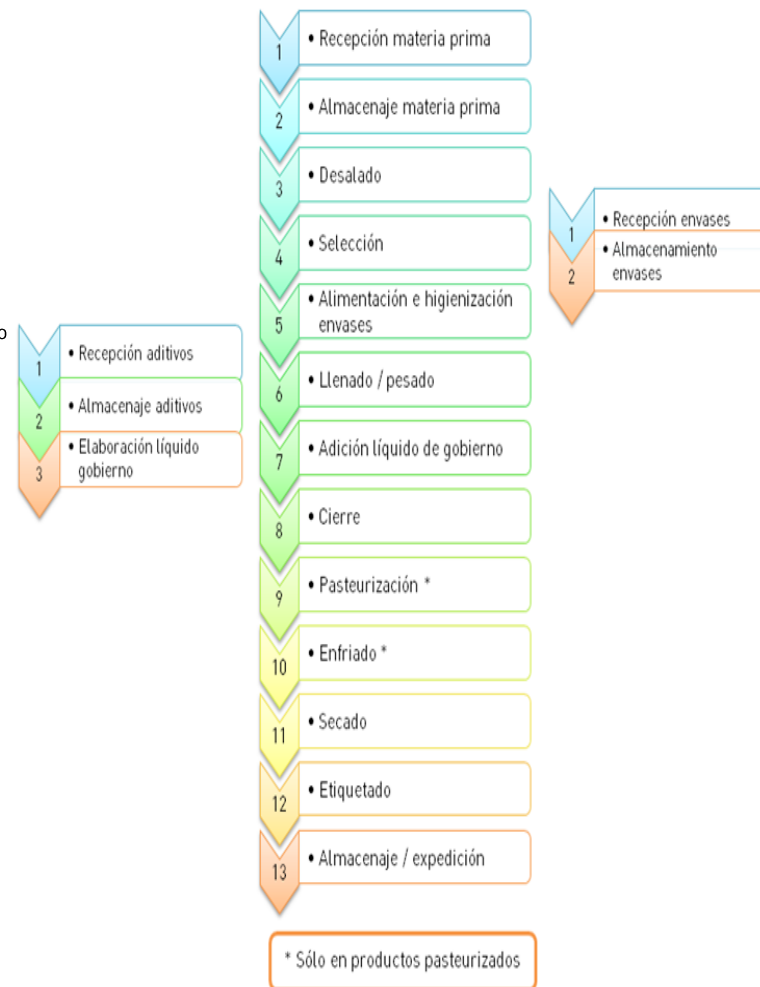 1
• Recepción materia prima
2
• Almacenaje materia prima
3
• Desalado
4
• Selección
5
• Alimentación e higienización
envases
6
• Llenado / pesado
7
• Adición líquido de gobierno
8
• Cierre
9
• Pasteurización *
10
• Enfriado *
11
• Secado
12
• Etiquetado
13
• Almacenaje / expedición
* Sólo en productos pasteurizados
o
1
• Recepción aditivos
2
• Almacenaje aditivos
3
• Elaboración líquido
gobierno
1
• Recepción envases
2
• Almacenamiento
envases